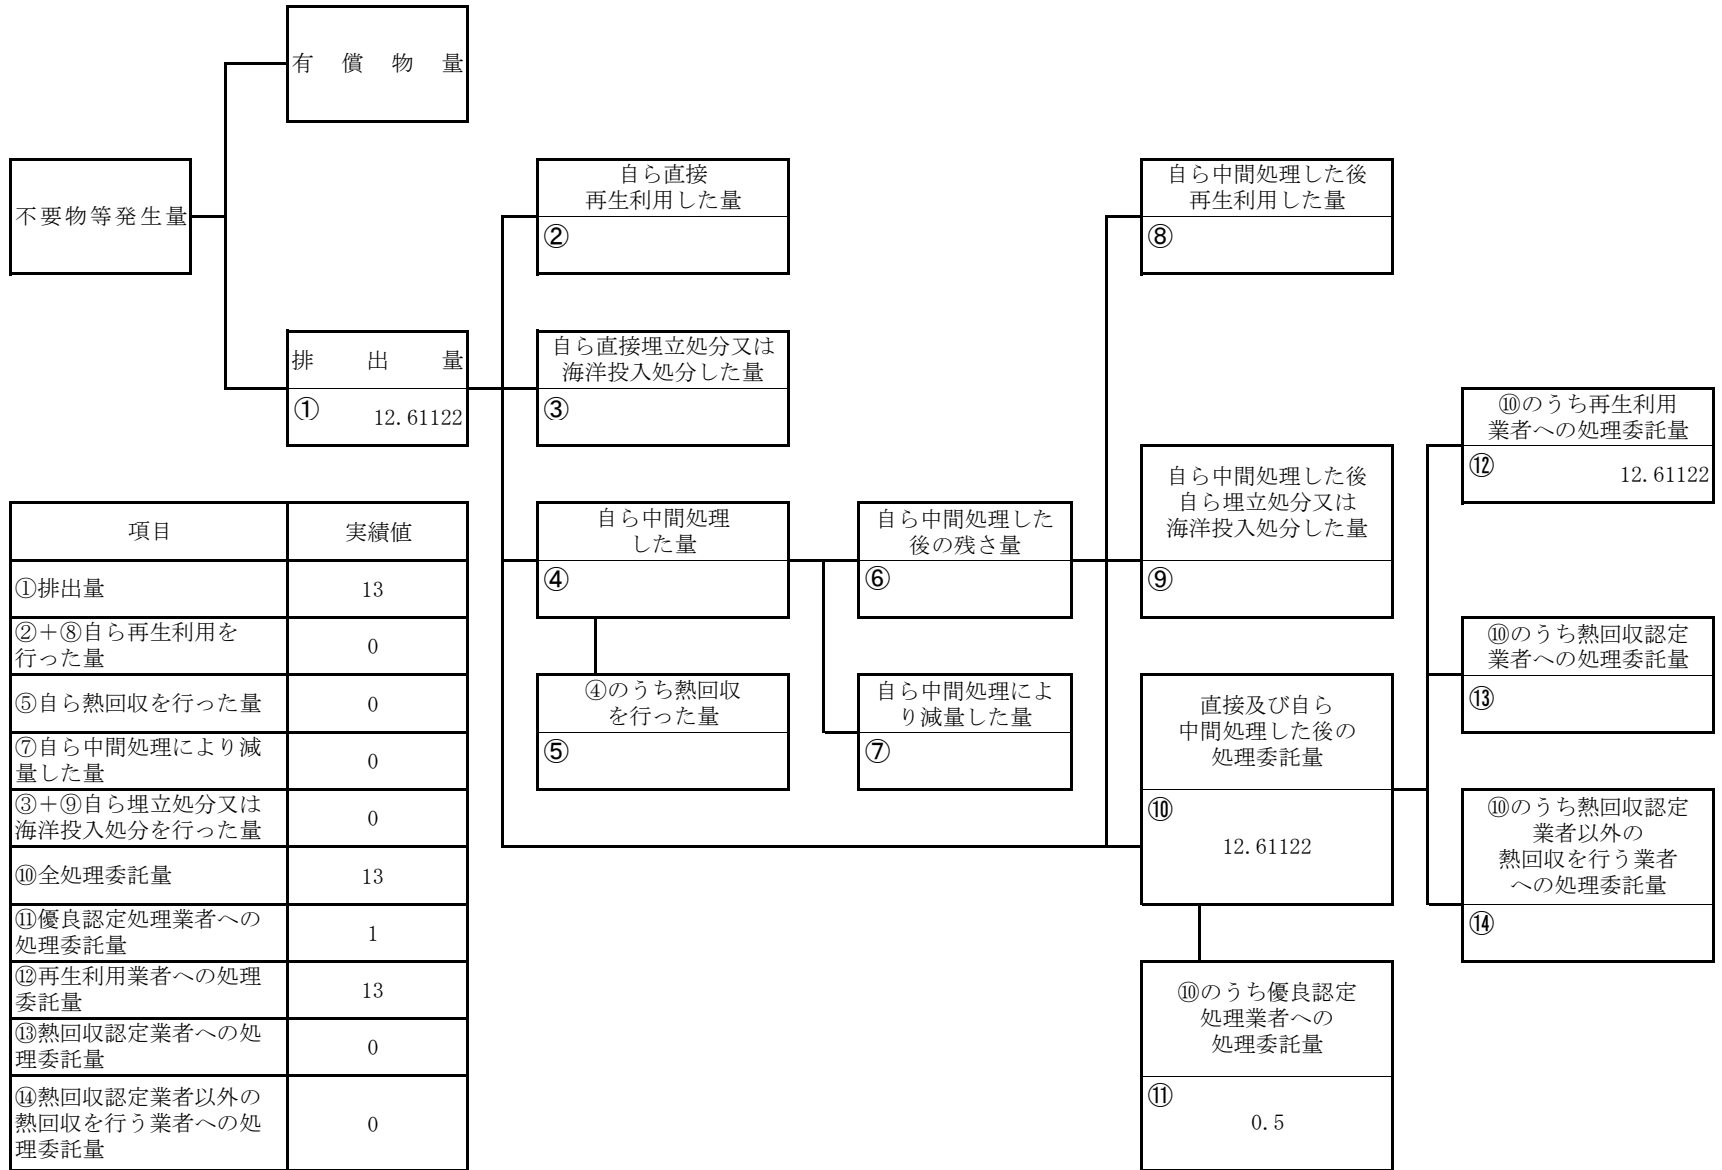 有償物量
不要物等発生量
排出量
① 12.61122
自ら直接
再生利用した量
②
自ら直接埋立処分又は
海洋投入処分した量
③
自ら中間処理
した量
④
④のうち熱回収
を行った量
⑤
自ら中間処理した
後の残さ量
⑥
自ら中間処理によ
り減量した量
⑦
自ら中間処理した後
再生利用した量
⑧
自ら中間処理した後
自ら埋立処分又は
海洋投入処分した量
⑨
直接及び自ら
中間処理した後の
処理委託量
⑩
12.61122
⑩のうち優良認定
処理業者への
処理委託量
⑪
0.5
⑩のうち再生利用
業者への処理委託量
⑫ 12.61122
⑩のうち熱回収認定
業者への処理委託量
⑬
⑩のうち熱回収認定
業者以外の
熱回収を行う業者
への処理委託量
⑭
項目 実績値
①排出量 13
②+⑧自ら再生利用を
行った量 0
⑤自ら熱回収を行った量 0
⑦自ら中間処理により減
量した量 0
③+⑨自ら埋立処分又は
海洋投入処分を行った量 0
⑩全処理委託量 13
⑪優良認定処理業者への
処理委託量 1
⑫再生利用業者への処理
委託量 13
⑬熱回収認定業者への処
理委託量 0
⑭熱回収認定業者以外の
熱回収を行う業者への処
理委託量 0